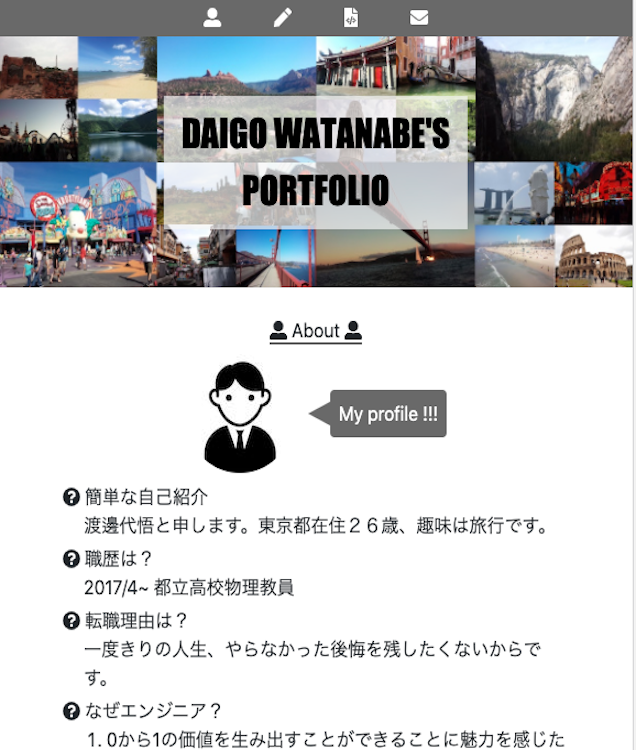 DAIGO WATANABE'S
PORTFOLIO
About
My profile !!!
簡単な自己紹介
渡邊代悟と申します。東京都在住２６歳、趣味は旅行です。
職歴は？
2017/4~ 都立高校物理教員
転職理由は？
一度きりの人生、やらなかった後悔を残したくないからで
す。
なぜエンジニア？
1. 0から1の価値を生み出すことができることに魅力を感じた